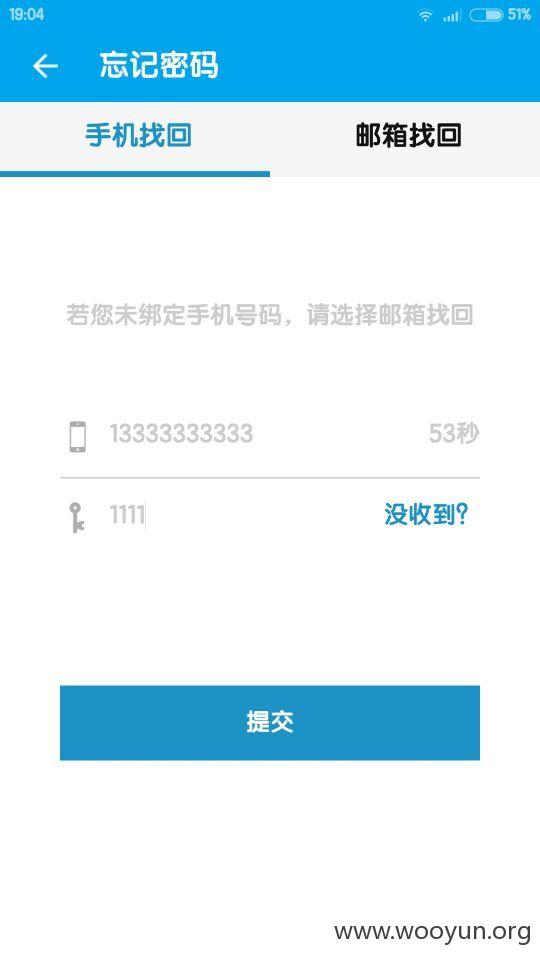 19:04 51%
忘记密码
手机找回 邮箱找回
若您未绑定手机号码，请选择邮箱找回
13333333333 53秒
1111 没收到？
提交
www.wooyun.org